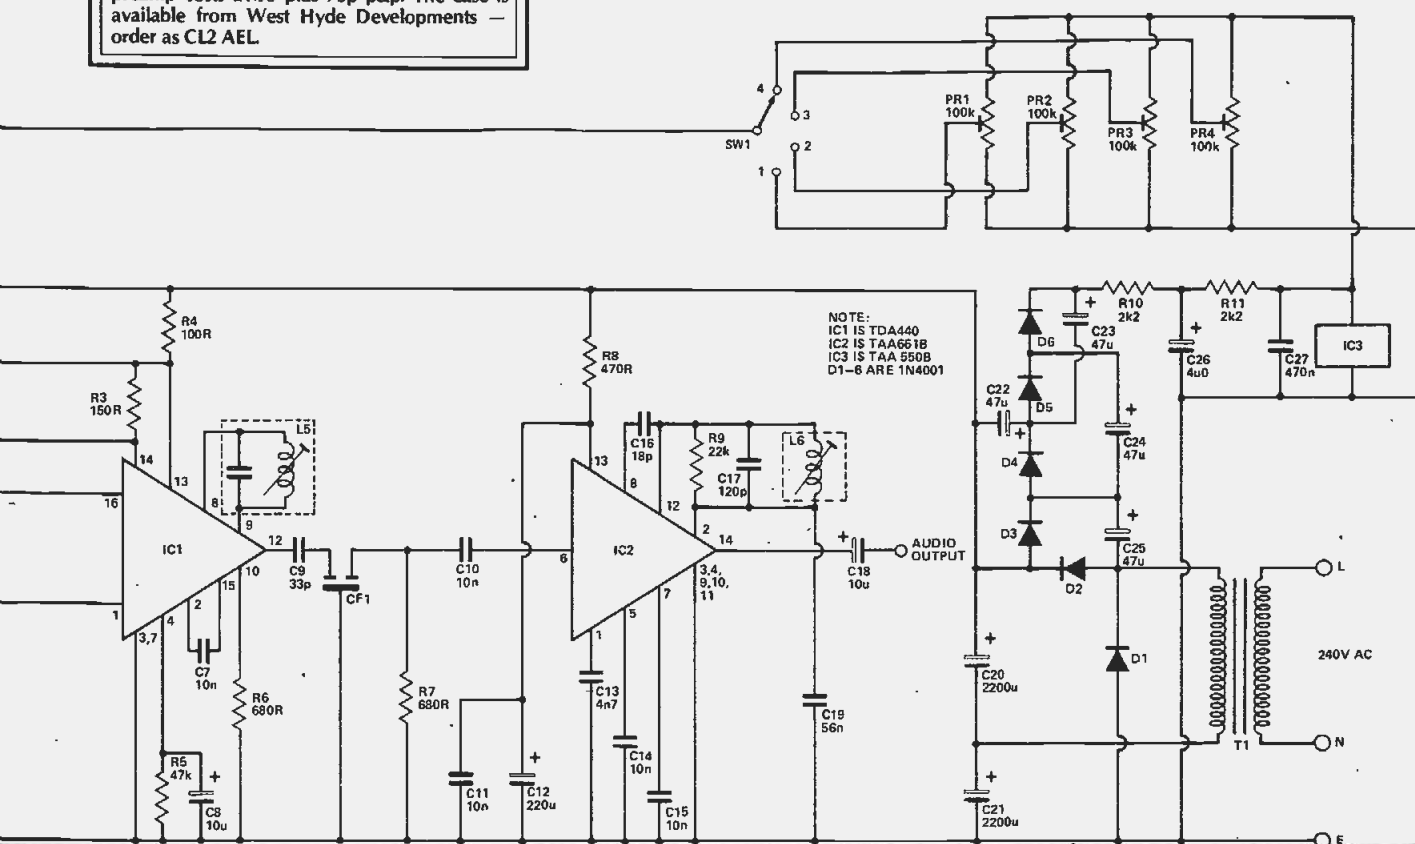 available from West Hyde Developments —
order as CL2 AEL.
4
3
SW1
2
1
PR1
100k
PR2
100k
PR3
100k
PR4
100k
R4
100R
R3
150R
L5
14
13
16
8
9
IC1
12
10
15
1
2
3,7
4
C9
33p
CF1
C7
10n
R6
680R
R5
47k
+
C8
10u
R7
680R
C10
10n
C11
10n
+
C12
220u
R8
470R
NOTE:
IC1 IS TDA440
IC2 IS TAA661B
IC3 IS TAA 550B
D1–6 ARE 1N4001
C16
18p
R9
22k
C17
120p
L6
13
8
12
2
6
IC2
14
3,4,
9,10,
11
7
5
1
+
C18
10u
AUDIO
OUTPUT
C13
4n7
C14
10n
C15
10n
C19
56n
D6
+
C23
47u
R10
2k2
R11
2k2
+
C26
4u0
C27
470n
IC3
C22
47u
+
D5
+
C24
47u
D4
D3
+
C25
47u
D2
D1
+
C20
2200u
+
C21
2200u
T1
L
240V AC
N
E